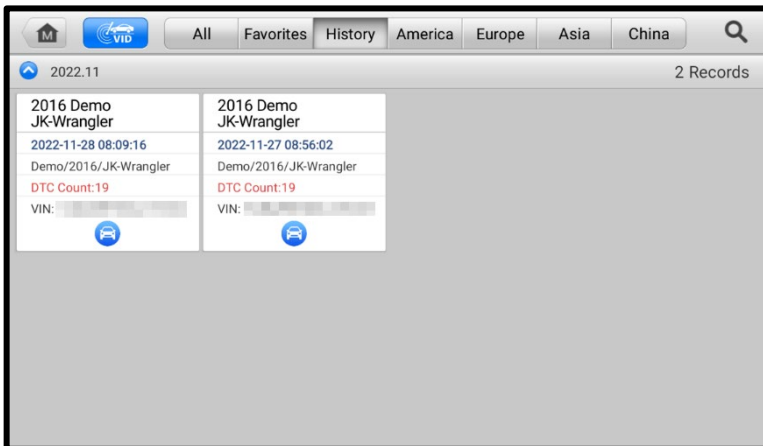 M VID All Favorites History America Europe Asia China
2022.11 2 Records
2016 Demo
JK-Wrangler
2022-11-28 08:09:16
Demo/2016/JK-Wrangler
DTC Count:19
VIN:
2016 Demo
JK-Wrangler
2022-11-27 08:56:02
Demo/2016/JK-Wrangler
DTC Count:19
VIN: